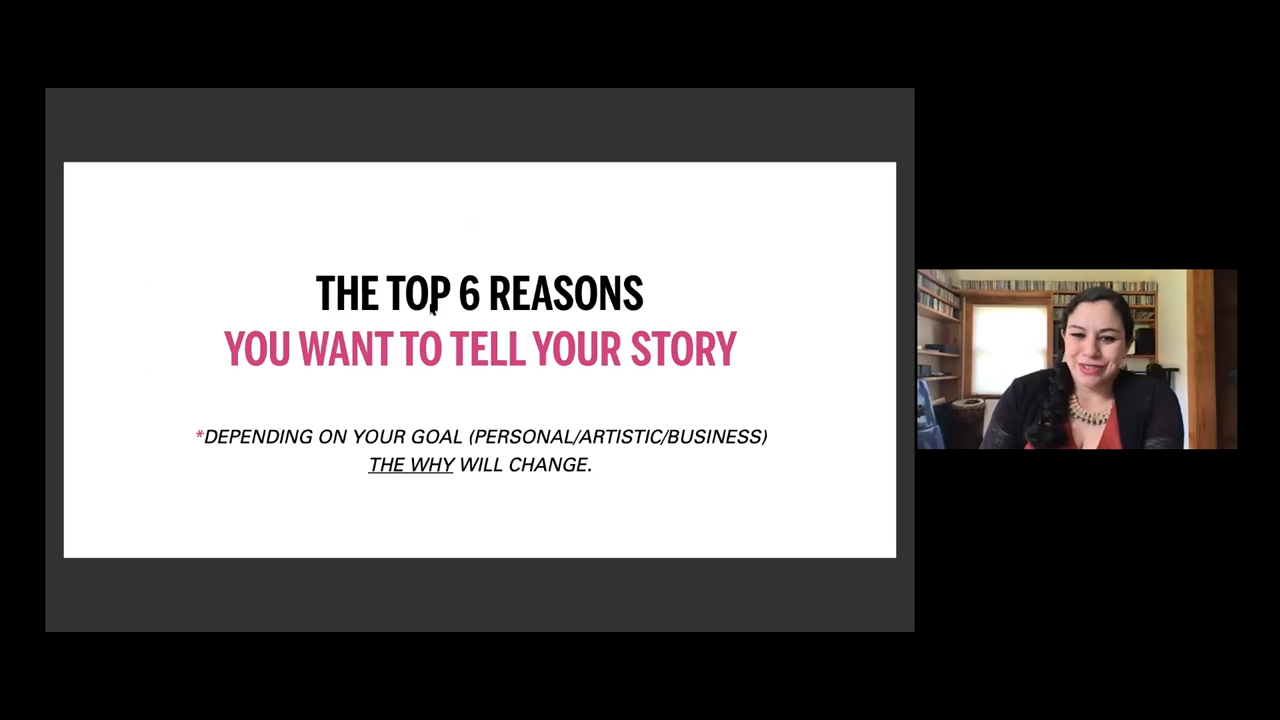 THE TOP 6 REASONS
YOU WANT TO TELL YOUR STORY
*DEPENDING ON YOUR GOAL (PERSONAL/ARTISTIC/BUSINESS)
THE WHY WILL CHANGE.